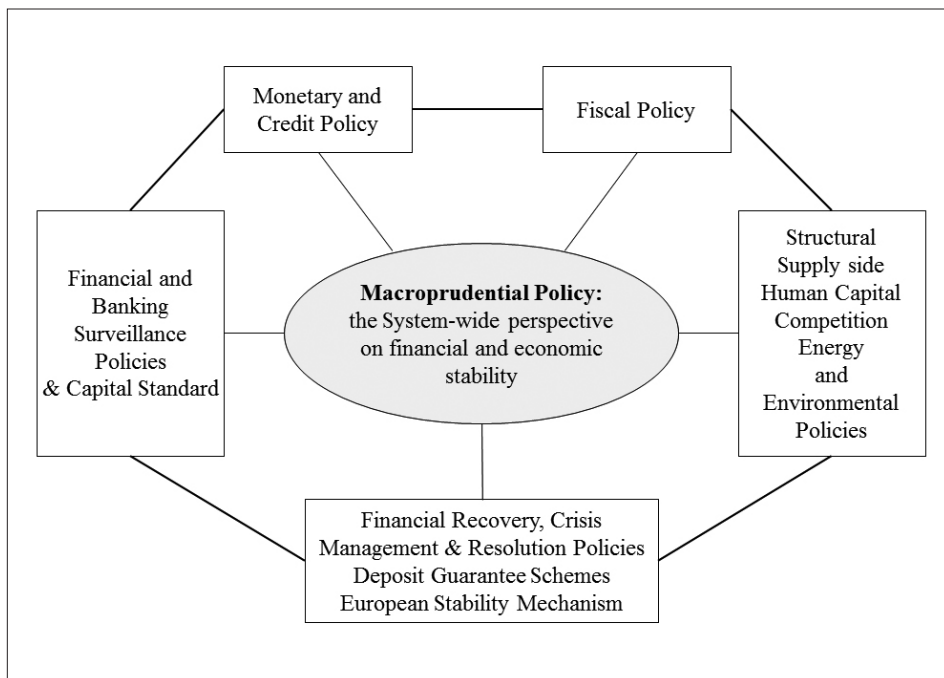 Monetary and
Credit Policy
Fiscal Policy
Financial and
Banking
Surveillance
Policies
& Capital Standard
Macroprudential Policy:
the System-wide perspective
on financial and economic
stability
Structural
Supply side
Human Capital
Competition
Energy
and
Environmental
Policies
Financial Recovery, Crisis
Management & Resolution Policies
Deposit Guarantee Schemes
European Stability Mechanism